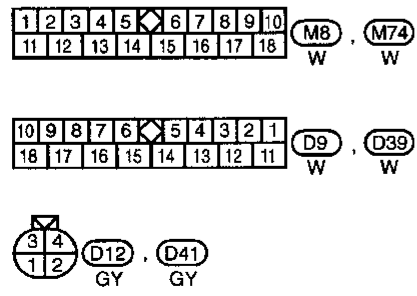 1 2 3 4 5 6 7 8 9 10
11 12 13 14 15 16 17 18
M8 , M74
W W
10 9 8 7 6 5 4 3 2 1
18 17 16 15 14 13 12 11
D9 , D39
W W
3 4
1 2
D12 , D41
GY GY